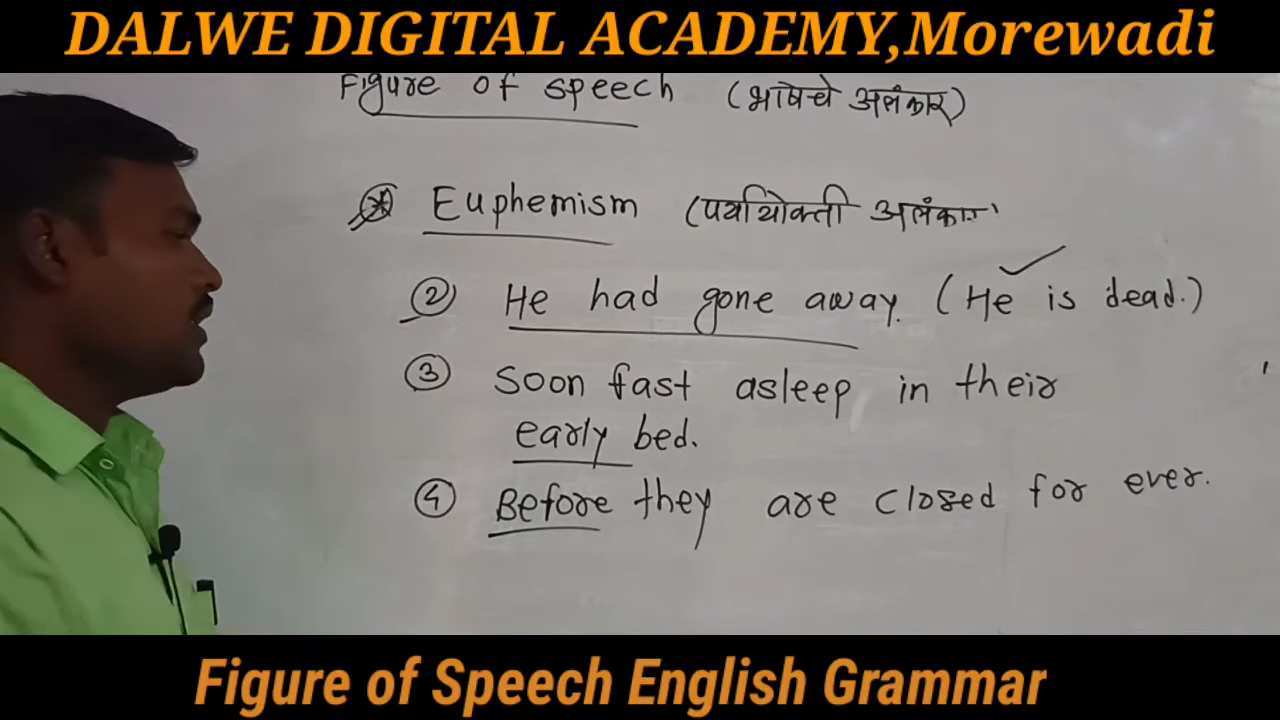 DALWE DIGITAL ACADEMY,Morewadi
Figure of speech (भाषेचे अलंकार)
Euphemism (पर्यायोक्ती अलंकार)
② He had gone away. (He is dead.)
③ Soon fast asleep in their
early bed.
④ Before they are closed for ever.
Figure of Speech English Grammar